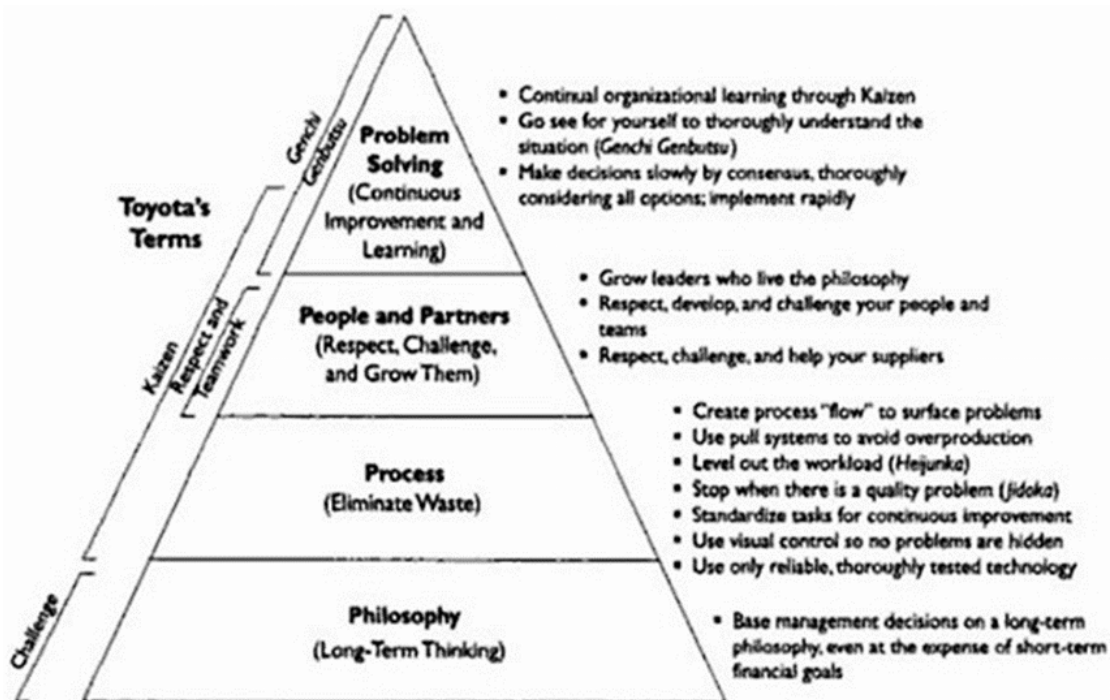 Genchi
Genbutsu
Problem
Solving
(Continuous
Improvement and
Learning)
▪ Continual organizational learning through Kaizen
▪ Go see for yourself to thoroughly understand the
situation (Genchi Genbutsu)
▪ Make decisions slowly by consensus, thoroughly
considering all options; implement rapidly
Toyota's
Terms
Kaizen
Respect and
Teamwork
People and Partners
(Respect, Challenge,
and Grow Them)
▪ Grow leaders who live the philosophy
▪ Respect, develop, and challenge your people and
teams
▪ Respect, challenge, and help your suppliers
Process
(Eliminate Waste)
▪ Create process "flow" to surface problems
▪ Use pull systems to avoid overproduction
▪ Level out the workload (Heijunka)
▪ Stop when there is a quality problem (Jidoka)
▪ Standardize tasks for continuous improvement
▪ Use visual control so no problems are hidden
▪ Use only reliable, thoroughly tested technology
Challenge
Philosophy
(Long-Term Thinking)
▪ Base management decisions on a long-term
philosophy, even at the expense of short-term
financial goals